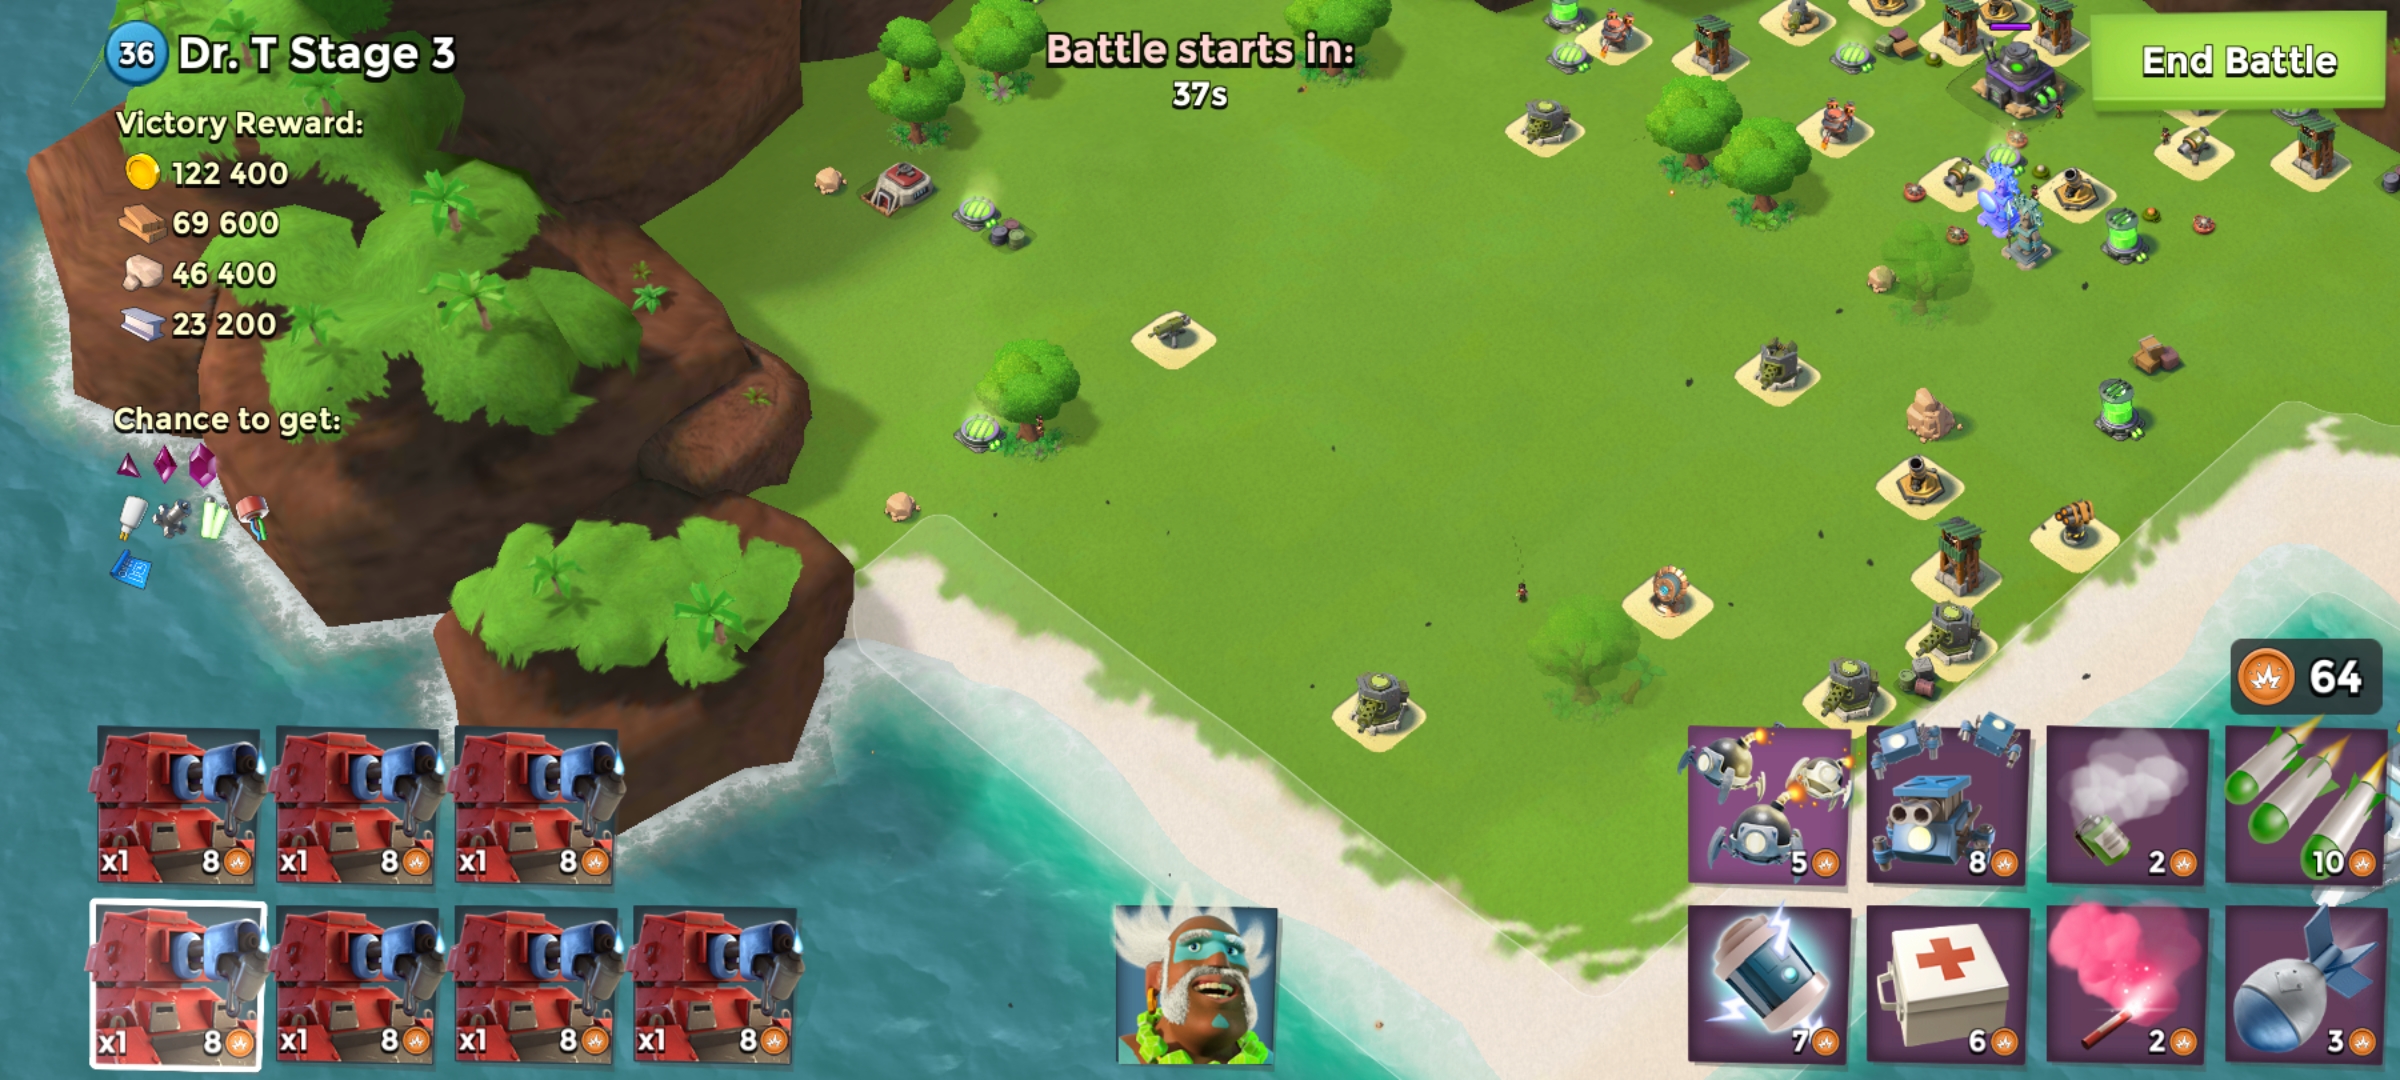 36 Dr. T Stage 3
Battle starts in:
37s
End Battle
Victory Reward:
122 400
69 600
46 400
23 200
Chance to get:
64
x1 8
x1 8
x1 8
5
8
2
10
x1 8
x1 8
x1 8
x1 8
7
6
2
3